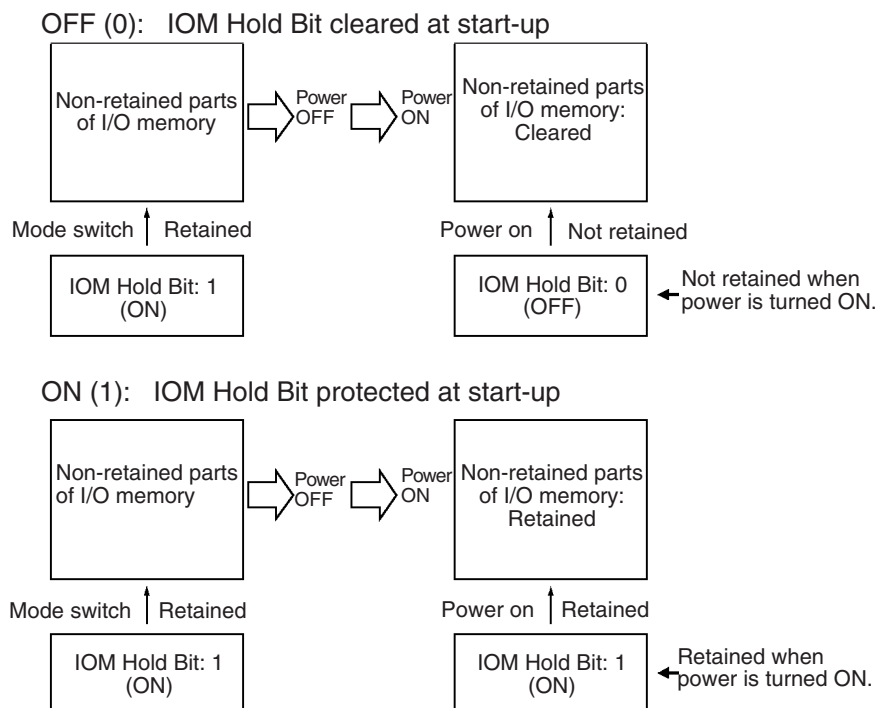 OFF (0): IOM Hold Bit cleared at start-up
Non-retained parts
of I/O memory
Power
OFF
Power
ON
Non-retained parts
of I/O memory:
Cleared
Mode switch
Retained
Power on
Not retained
IOM Hold Bit: 1
(ON)
IOM Hold Bit: 0
(OFF)
Not retained when
power is turned ON.
ON (1): IOM Hold Bit protected at start-up
Non-retained parts
of I/O memory
Power
OFF
Power
ON
Non-retained parts
of I/O memory:
Retained
Mode switch
Retained
Power on
Retained
IOM Hold Bit: 1
(ON)
IOM Hold Bit: 1
(ON)
Retained when
power is turned ON.